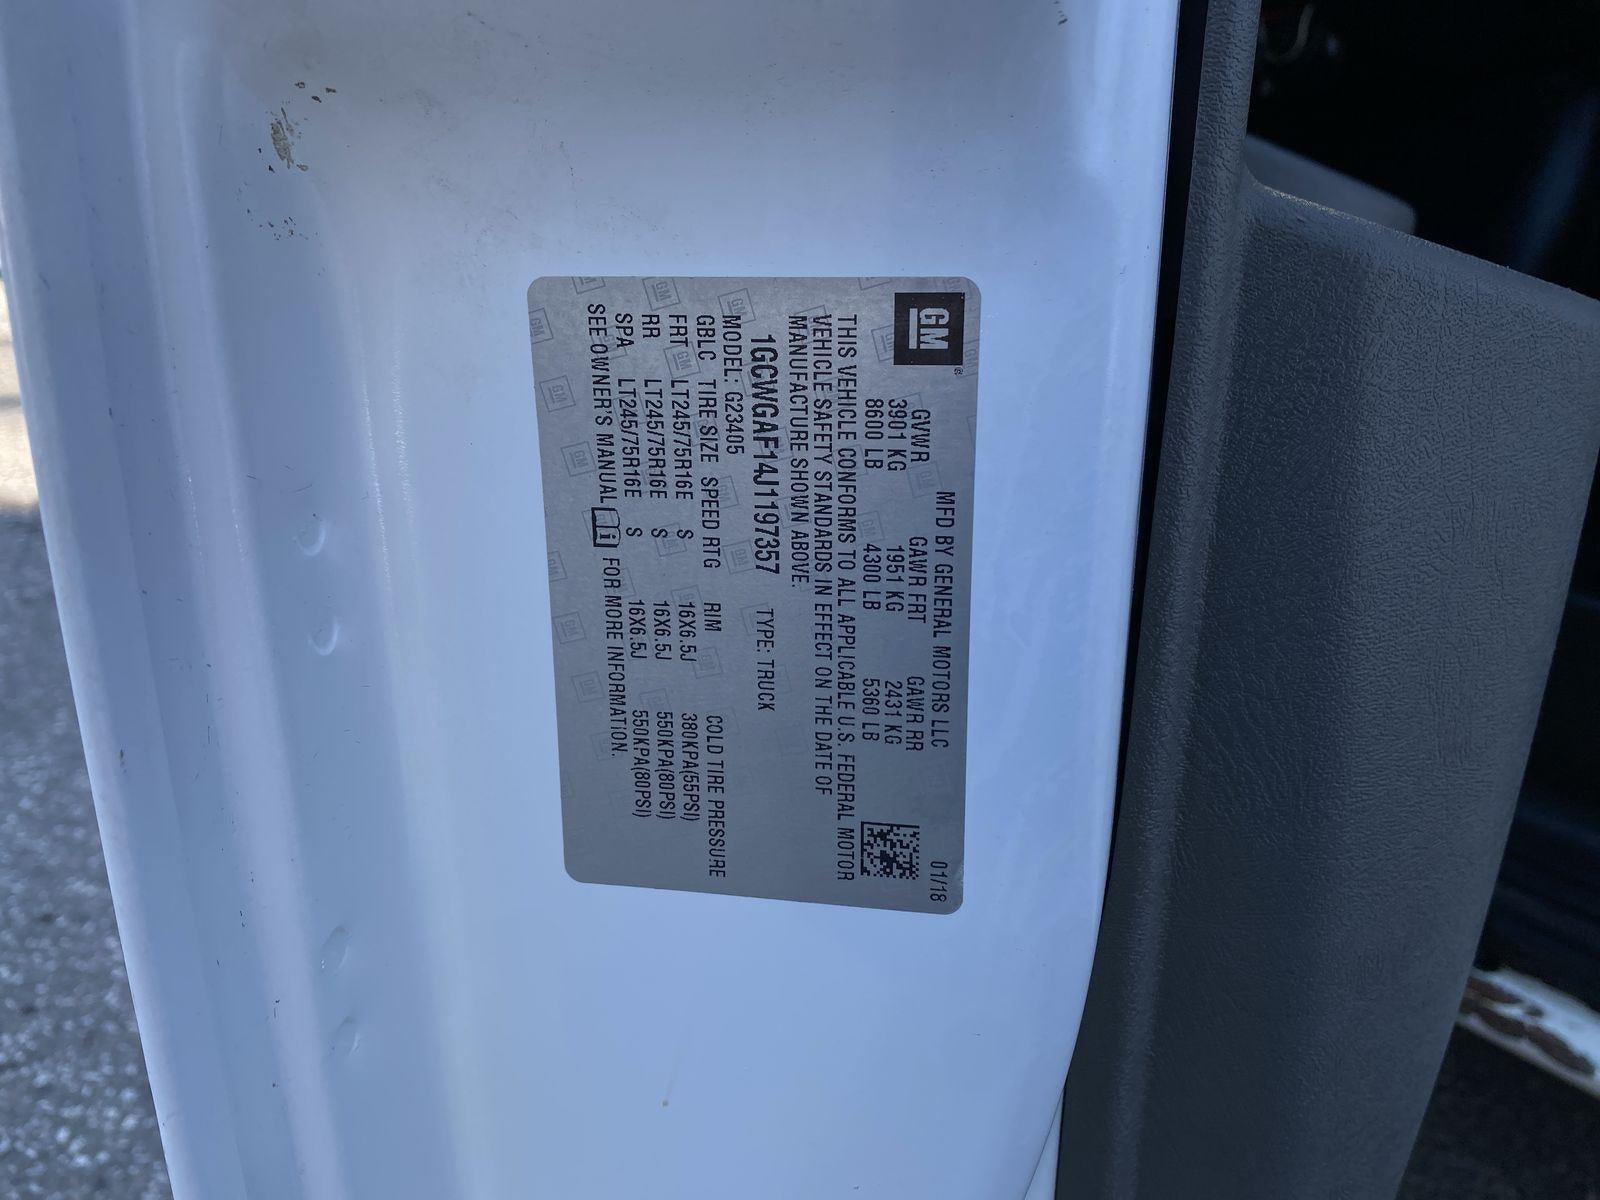 GM®
MFD BY GENERAL MOTORS LLC 01/18
GVWR GAWR FRT GAWR RR
3901 KG 1951 KG 2431 KG
8600 LB 4300 LB 5360 LB
THIS VEHICLE CONFORMS TO ALL APPLICABLE U.S. FEDERAL MOTOR
VEHICLE SAFETY STANDARDS IN EFFECT ON THE DATE OF
MANUFACTURE SHOWN ABOVE.
1GCWGAF14J1197357 TYPE: TRUCK
MODEL: G23405
GBLC TIRE SIZE SPEED RTG RIM COLD TIRE PRESSURE
FRT LT245/75R16E S 16X6.5J 380KPA(55PSI)
RR LT245/75R16E S 16X6.5J 550KPA(80PSI)
SPA LT245/75R16E S 16X6.5J 550KPA(80PSI)
SEE OWNER'S MANUAL i FOR MORE INFORMATION.